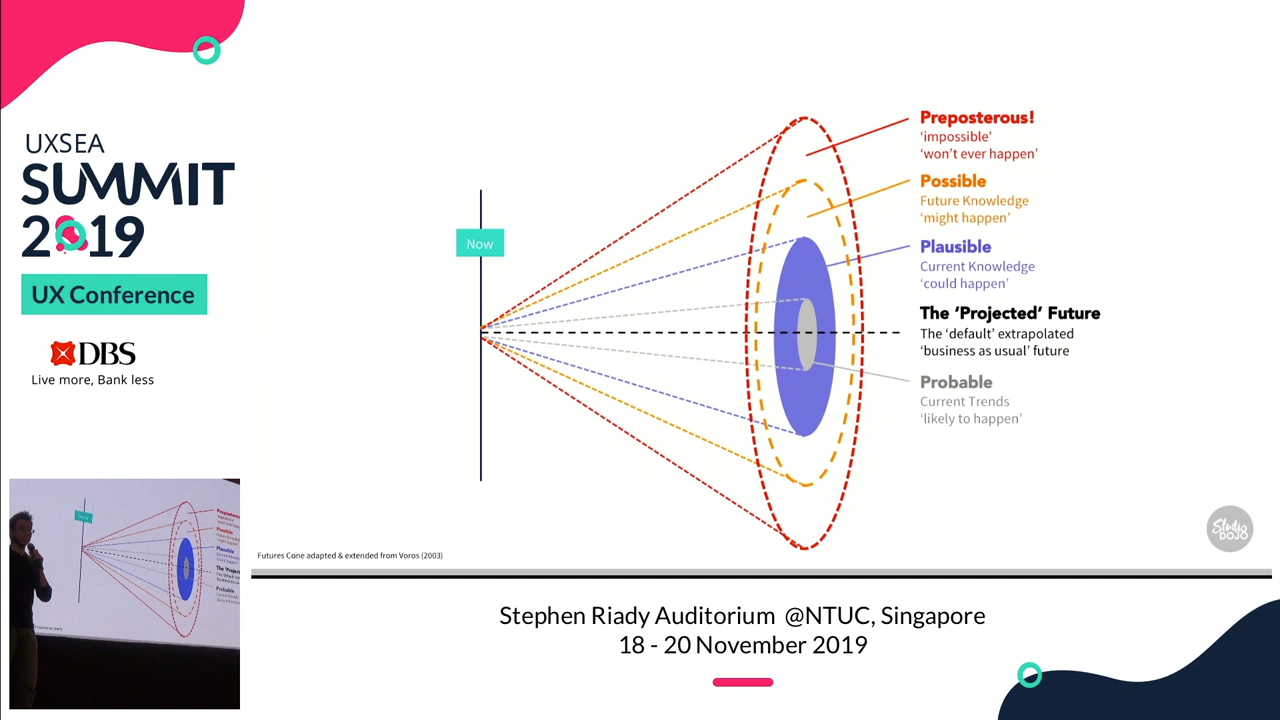 UXSEA
SUMMIT
2019
UX Conference
DBS
Live more, Bank less
Now
Preposterous!
‘impossible’
‘won’t ever happen’
Possible
Future Knowledge
‘might happen’
Plausible
Current Knowledge
‘could happen’
The ‘Projected’ Future
The ‘default’ extrapolated
‘business as usual’ future
Probable
Current Trends
‘likely to happen’
Studio
DOJO
Futures Cone adapted & extended from Voros (2003)
Stephen Riady Auditorium @NTUC, Singapore
18 - 20 November 2019